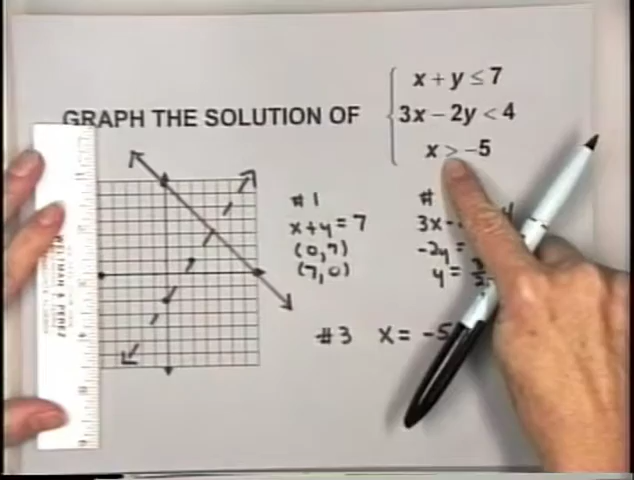 x + y ≤ 7
GRAPH THE SOLUTION OF
3x − 2y < 4
x > −5
#1
x+y=7
(0,7)
(7,0)
#
3x-
-2y=
y=
#3 x = -5